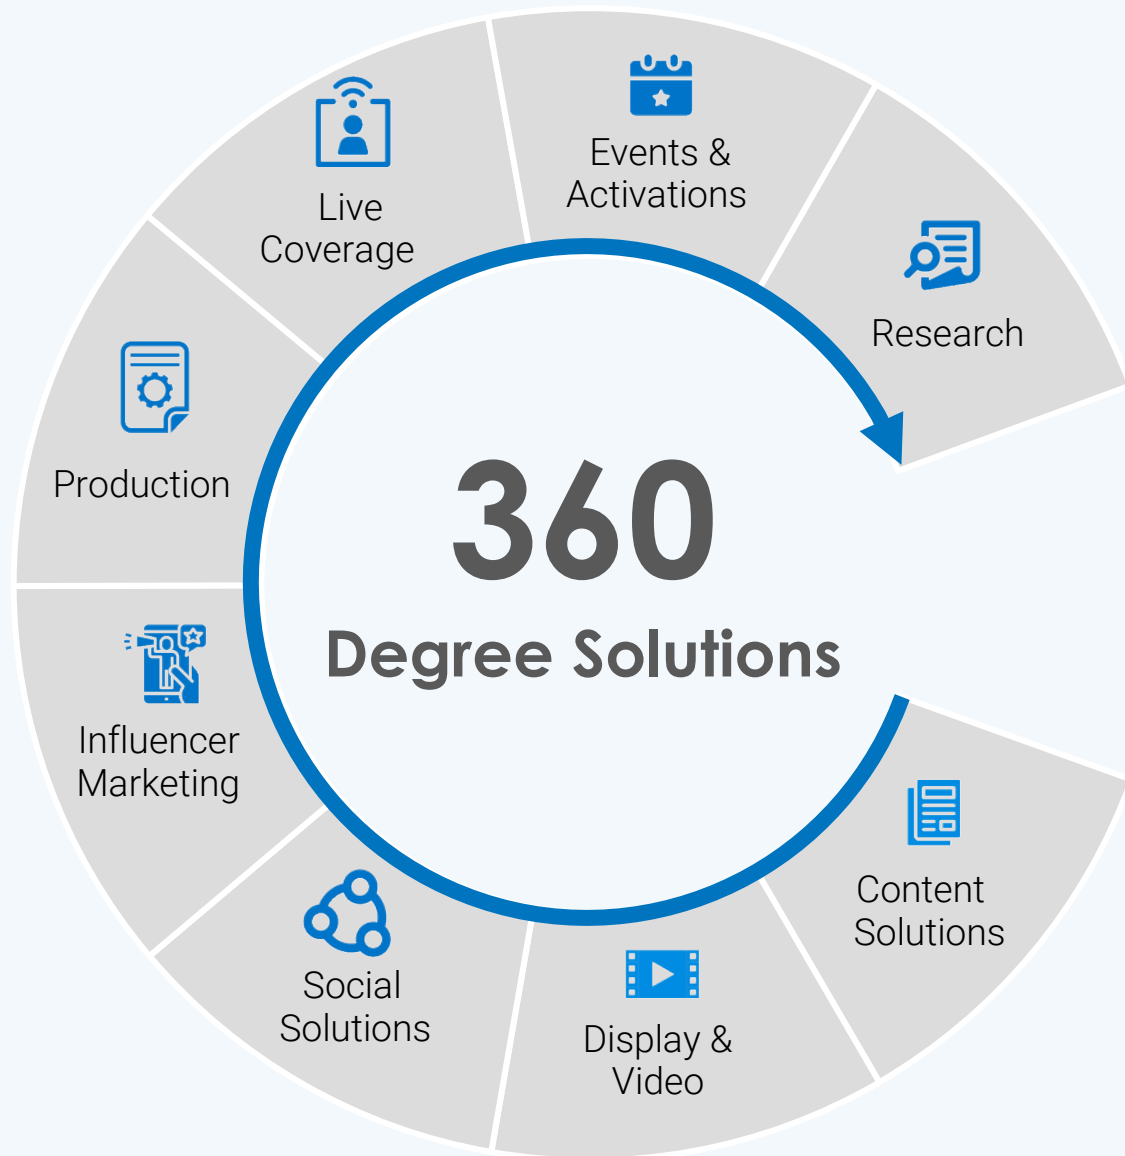 Events &
Activations
Live
Coverage
Research
Production
360
Degree Solutions
Influencer
Marketing
Content
Solutions
Social
Solutions
Display &
Video